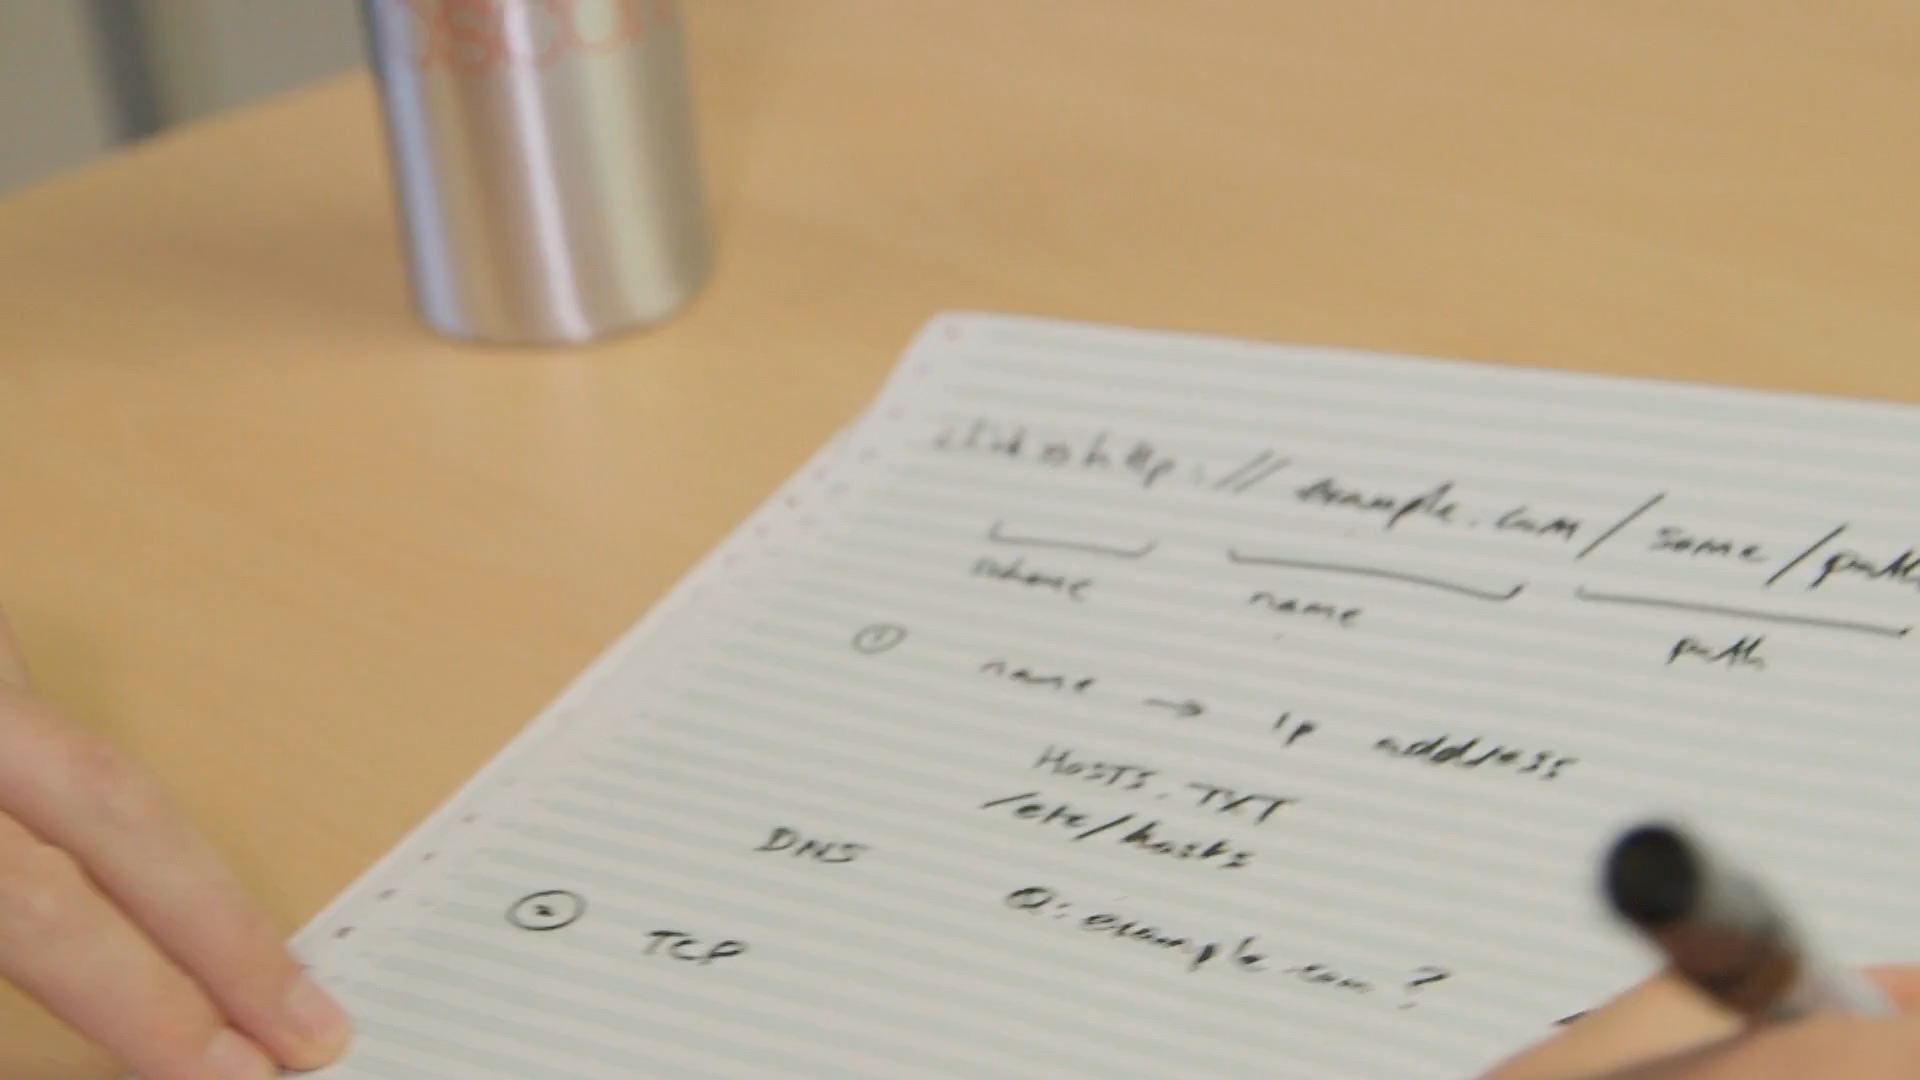 click → http://example.com/some/path
scheme name path
① name → ip address
HOSTS.TXT
/etc/hosts
DNS
Q: example.com?
② TCP